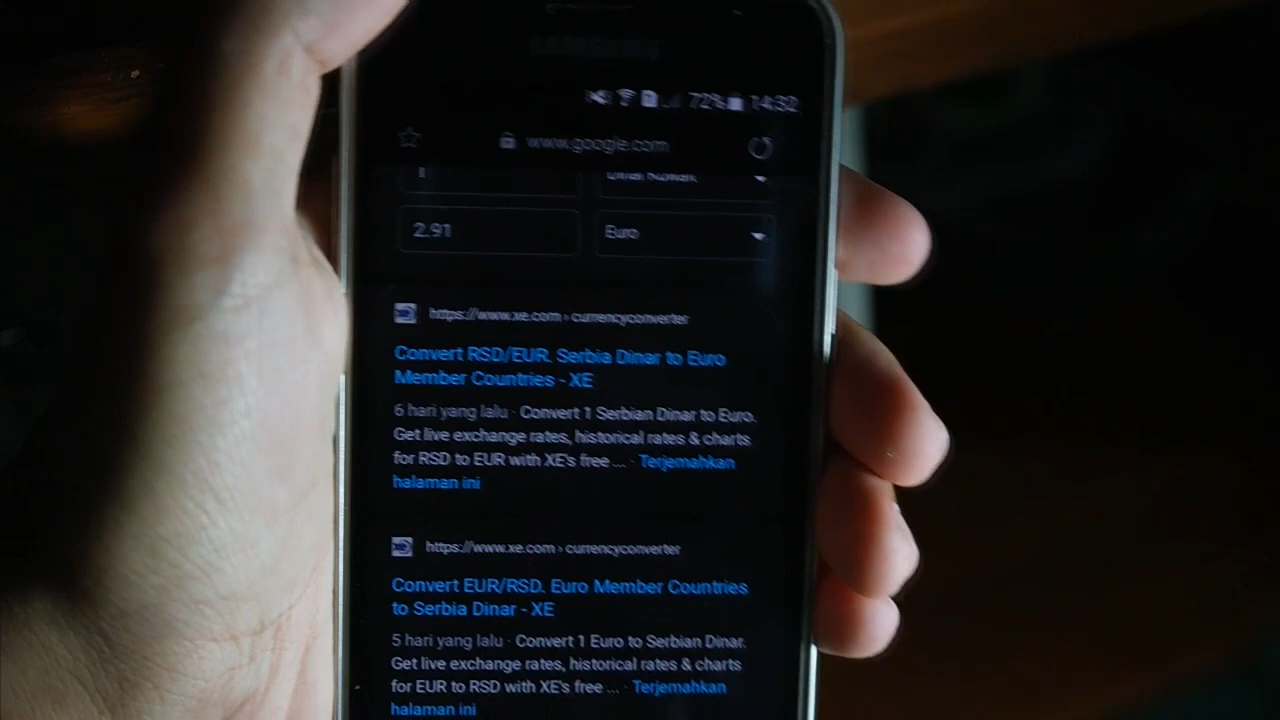 SAMSUNG
72% 14:32
www.google.com
1 Dinar Kuwait
2.91 Euro
https://www.xe.com › currencyconverter
Convert RSD/EUR. Serbia Dinar to Euro
Member Countries - XE
6 hari yang lalu · Convert 1 Serbian Dinar to Euro.
Get live exchange rates, historical rates & charts
for RSD to EUR with XE's free ... · Terjemahkan
halaman ini
https://www.xe.com › currencyconverter
Convert EUR/RSD. Euro Member Countries
to Serbia Dinar - XE
5 hari yang lalu · Convert 1 Euro to Serbian Dinar.
Get live exchange rates, historical rates & charts
for EUR to RSD with XE's free ... · Terjemahkan
halaman ini